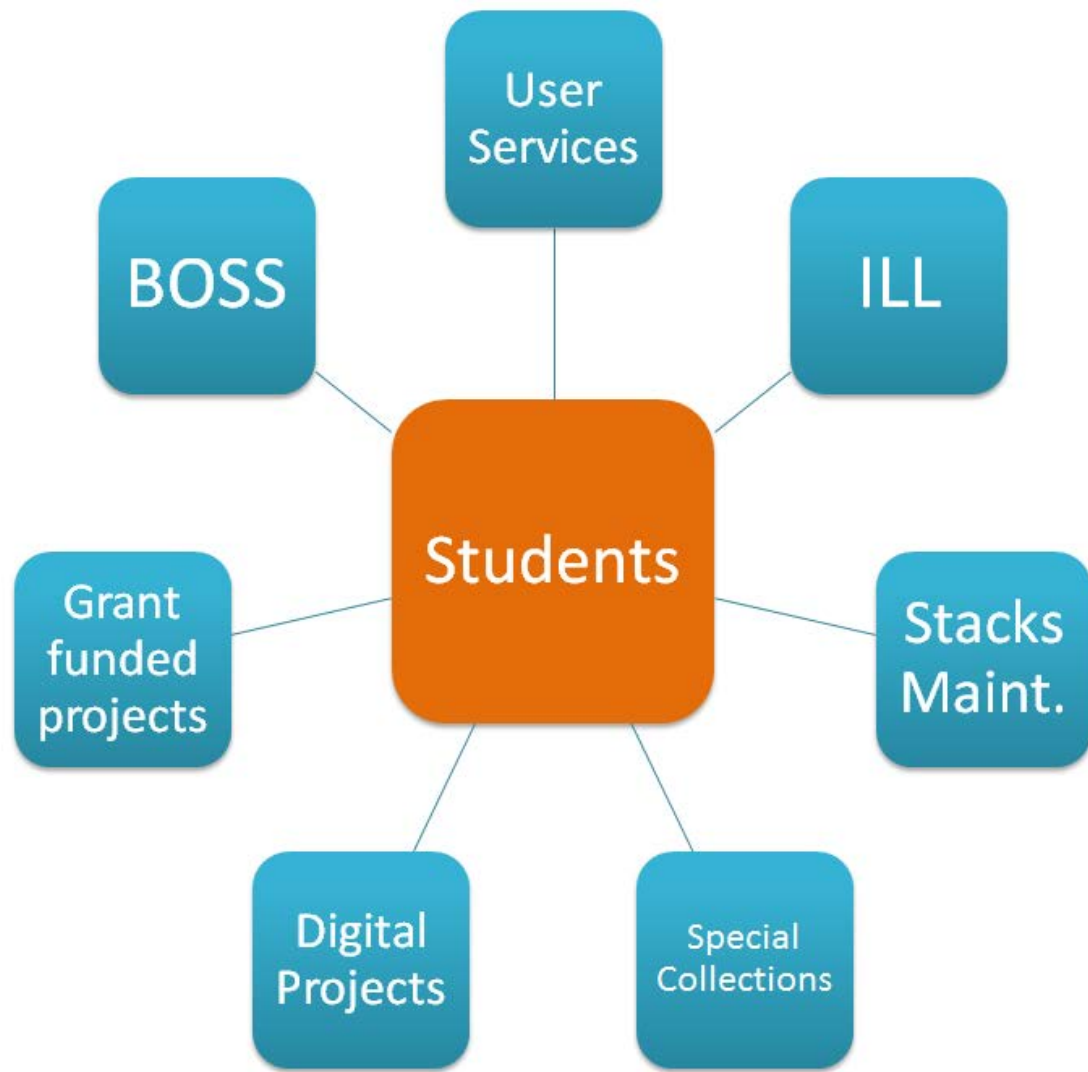 User
Services
BOSS
ILL
Students
Grant
funded
projects
Stacks
Maint.
Digital
Projects
Special
Collections